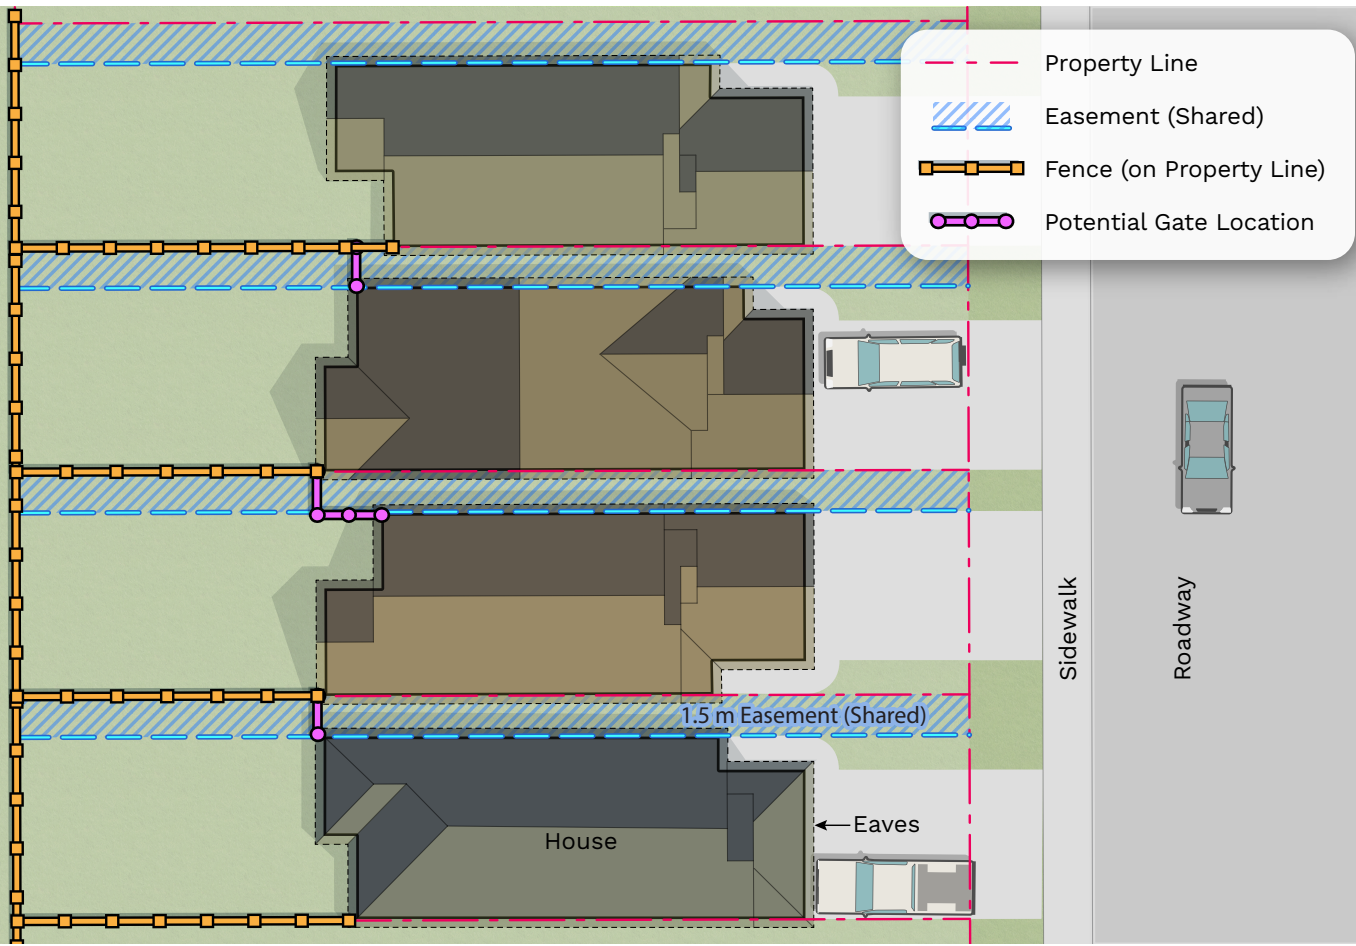 Property Line
Easement (Shared)
Fence (on Property Line)
Potential Gate Location
Sidewalk
Roadway
1.5 m Easement (Shared)
Eaves
House